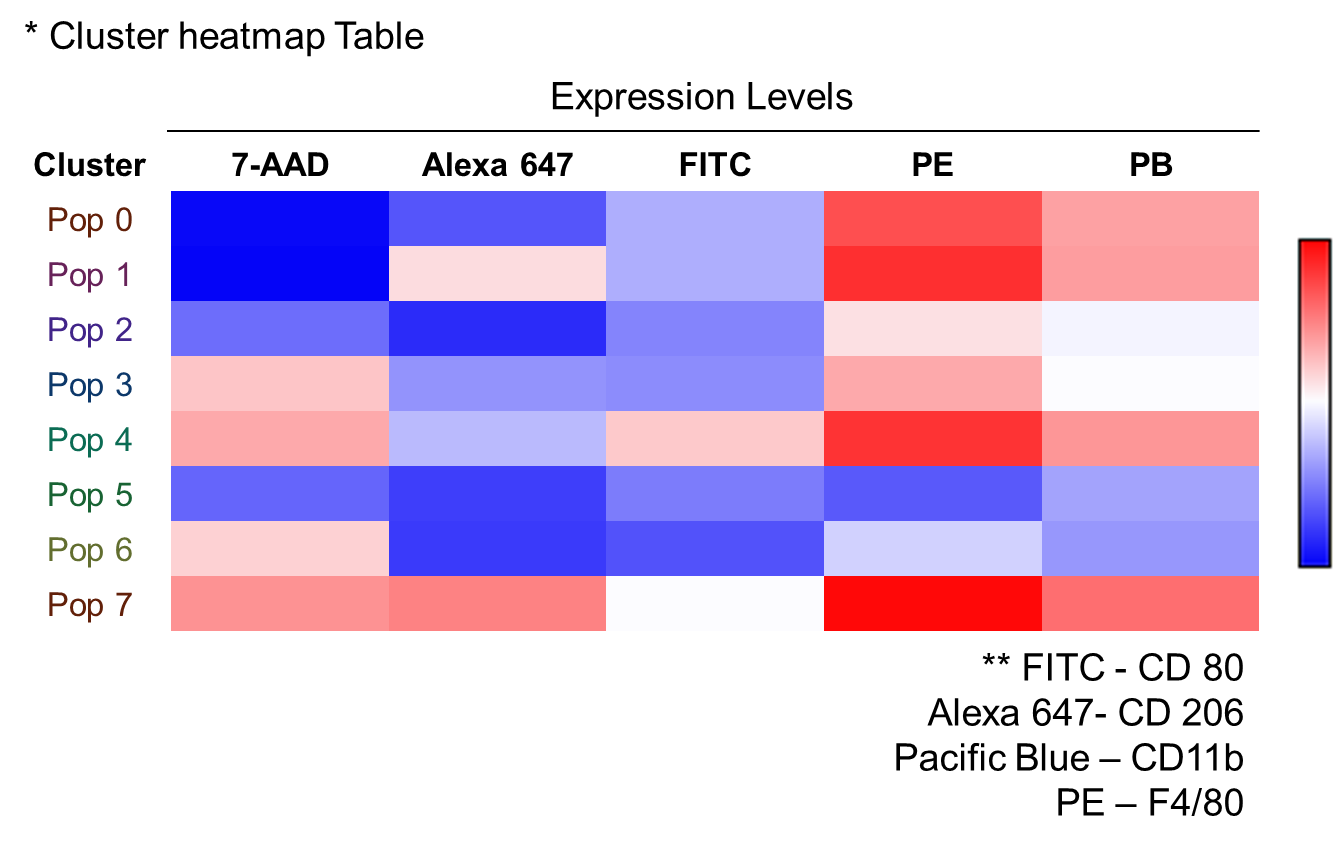 * Cluster heatmap Table
Expression Levels
Cluster 7-AAD Alexa 647 FITC PE PB
Pop 0
Pop 1
Pop 2
Pop 3
Pop 4
Pop 5
Pop 6
Pop 7
** FITC - CD 80
Alexa 647- CD 206
Pacific Blue – CD11b
PE – F4/80